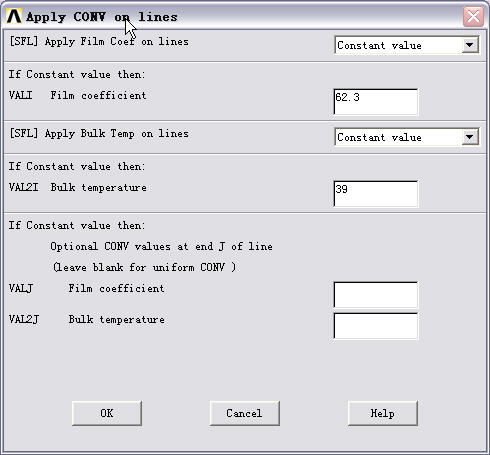 Apply CONV on lines
[SFL] Apply Film Coef on lines
Constant value
If Constant value then:
VALI Film coefficient
62.3
[SFL] Apply Bulk Temp on lines
Constant value
If Constant value then:
VAL2I Bulk temperature
39
If Constant value then:
Optional CONV values at end J of line
(leave blank for uniform CONV )
VALJ Film coefficient
VAL2J Bulk temperature
OK Cancel Help